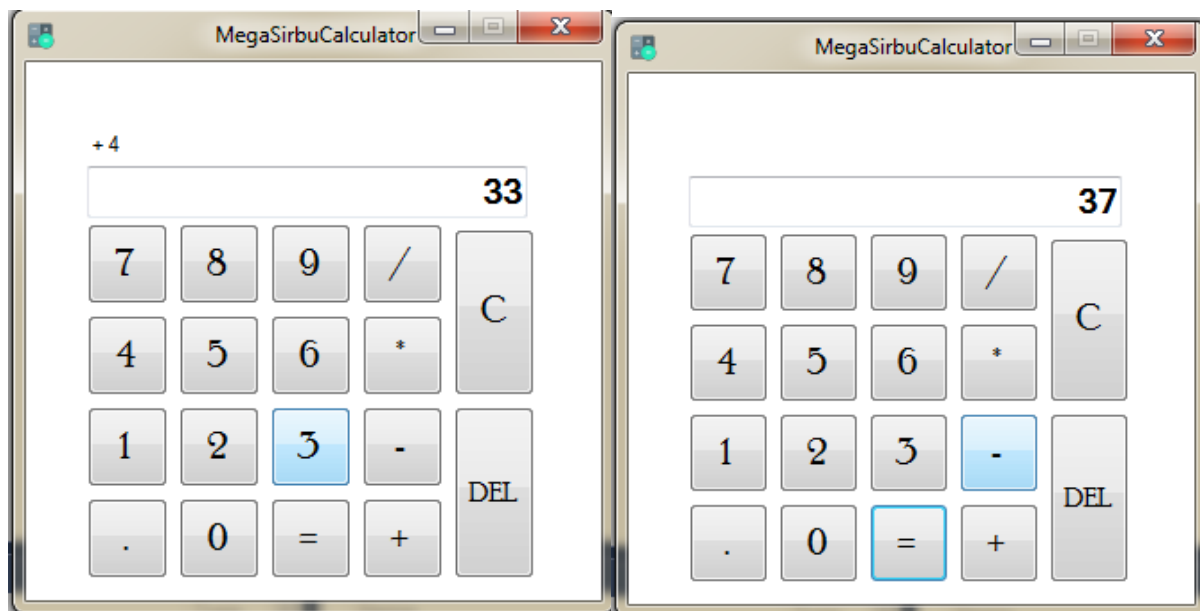 MegaSirbuCalculator
+ 4
33
7 8 9 / C
4 5 6 *
1 2 3 - DEL
. 0 = +
MegaSirbuCalculator
37
7 8 9 / C
4 5 6 *
1 2 3 - DEL
. 0 = +